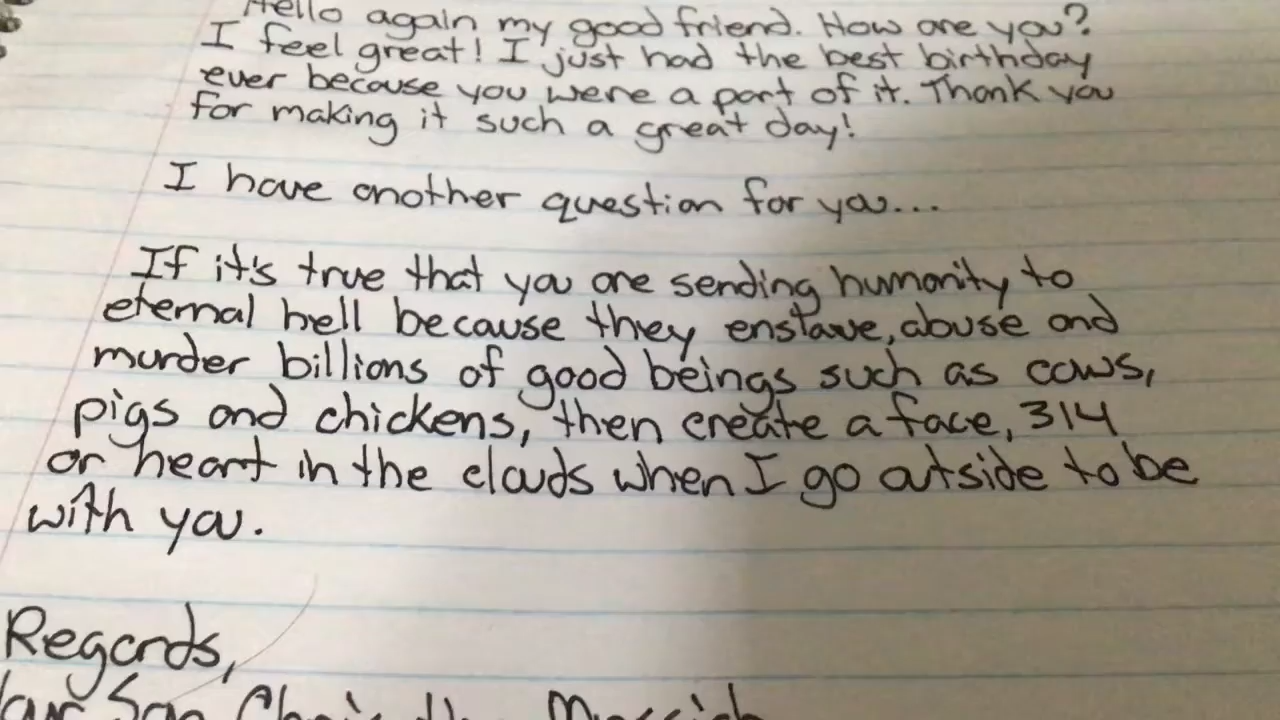 Hello again my good friend. How are you?
I feel great! I just had the best birthday
ever because you were a part of it. Thank you
for making it such a great day!
I have another question for you...
If it's true that you are sending humanity to
eternal hell because they enslave, abuse and
murder billions of good beings such as cows,
pigs and chickens, then create a face, 314
or heart in the clouds when I go outside to be
with you.
Regards,
Your Son